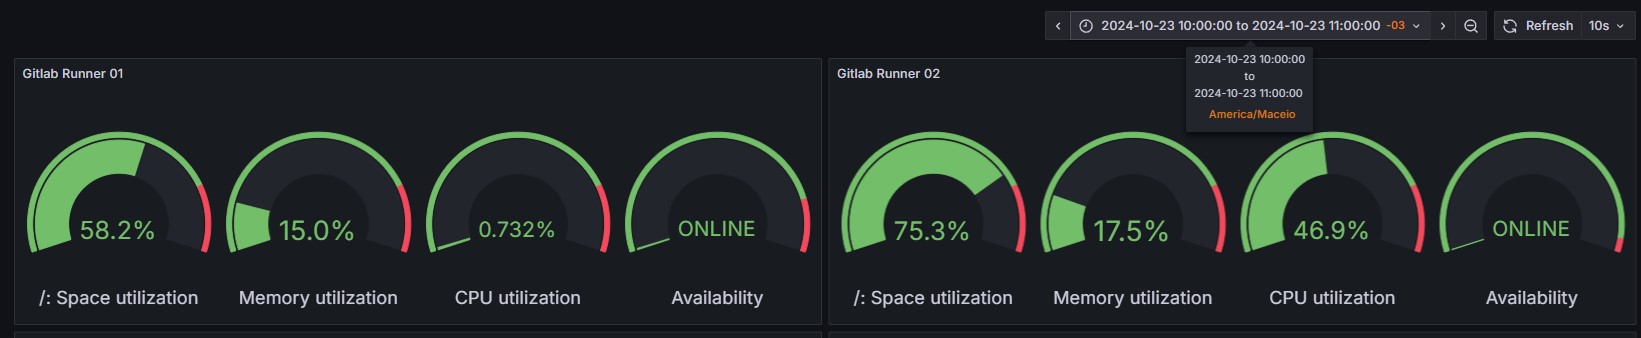 2024-10-23 10:00:00 to 2024-10-23 11:00:00 -03
Refresh 10s
2024-10-23 10:00:00
to
2024-10-23 11:00:00
America/Maceio
Gitlab Runner 01
58.2%
15.0%
0.732%
ONLINE
/: Space utilization
Memory utilization
CPU utilization
Availability
Gitlab Runner 02
75.3%
17.5%
46.9%
ONLINE
/: Space utilization
Memory utilization
CPU utilization
Availability